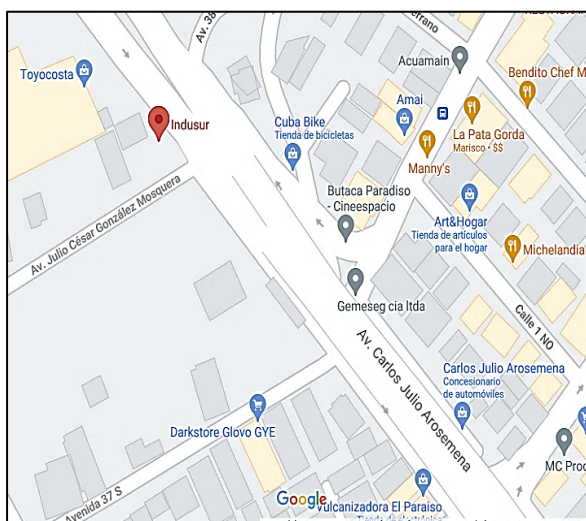 Av. 38
Acuamain
Bendito Chef M
Toyocosta
Amai
Indusur
Cuba Bike
Tienda de bicicletas
La Pata Gorda
Marisco • $$
Manny's
Av. Julio César González Mosquera
Butaca Paradiso
- Cineespacio
Art&Hogar
Tienda de artículos
para el hogar
Michelandia
Gemeseg cia ltda
Calle 1 NO
Av. Carlos Julio Arosemena
Carlos Julio Arosemena
Concesionario
de automóviles
Darkstore Glovo GYE
MC Prod
Avenida 37 S
Google
Vulcanizadora El Paraiso